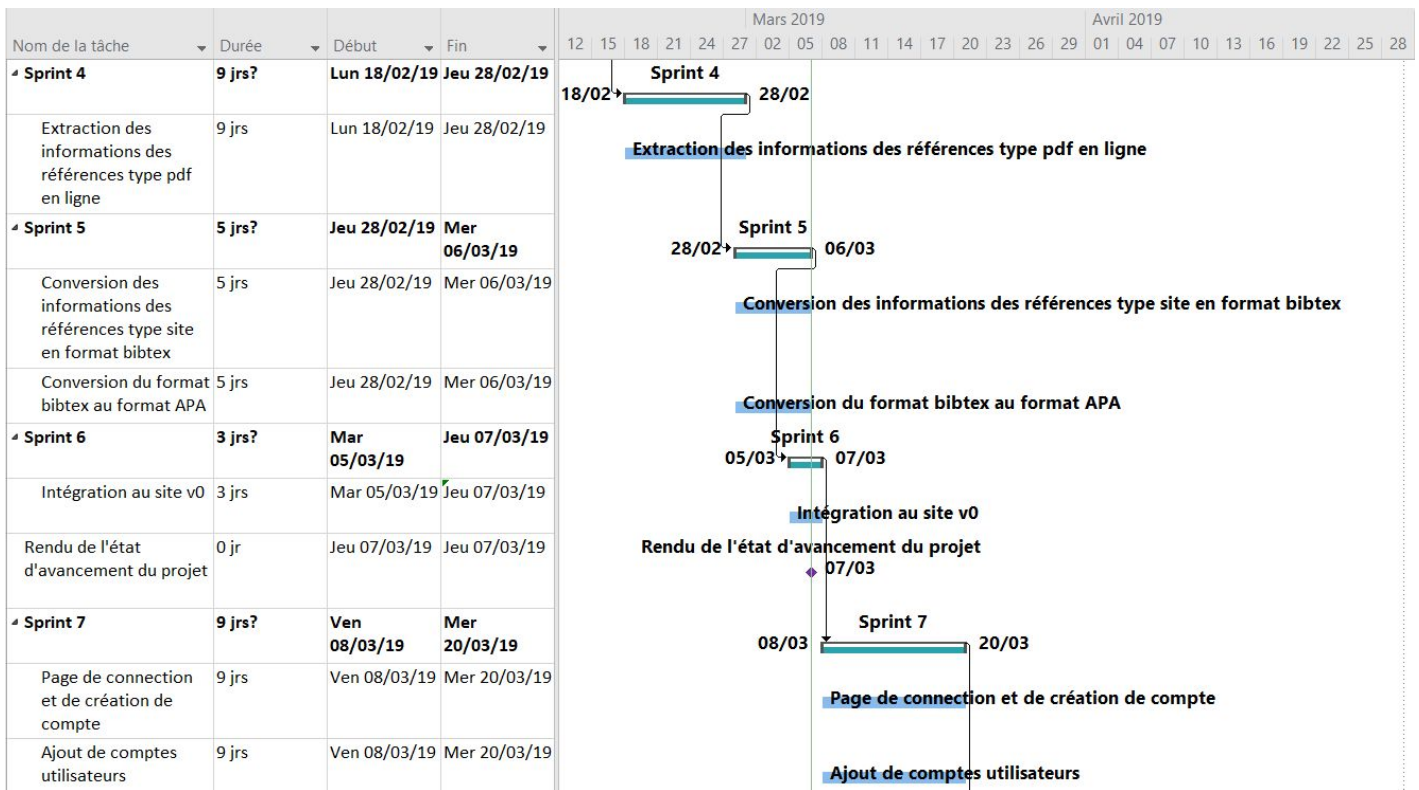 Mars 2019 Avril 2019
Nom de la tâche Durée Début Fin 12 15 18 21 24 27 02 05 08 11 14 17 20 23 26 29 01 04 07 10 13 16 19 22 25 28
Sprint 4 9 jrs? Lun 18/02/19 Jeu 28/02/19 Sprint 4
18/02 28/02
Extraction des 9 jrs Lun 18/02/19 Jeu 28/02/19
informations des Extraction des informations des références type pdf en ligne
références type pdf
en ligne
Sprint 5 5 jrs? Jeu 28/02/19 Mer Sprint 5
06/03/19 28/02 06/03
Conversion des 5 jrs Jeu 28/02/19 Mer 06/03/19
informations des Conversion des informations des références type site en format bibtex
références type site
en format bibtex
Conversion du format 5 jrs Jeu 28/02/19 Mer 06/03/19
bibtex au format APA Conversion du format bibtex au format APA
Sprint 6 3 jrs? Mar Jeu 07/03/19 Sprint 6
05/03/19 05/03 07/03
Intégration au site v0 3 jrs Mar 05/03/19 Jeu 07/03/19
Intégration au site v0
Rendu de l'état 0 jr Jeu 07/03/19 Jeu 07/03/19 Rendu de l'état d'avancement du projet
d'avancement du projet 07/03
Sprint 7 9 jrs? Ven Mer Sprint 7
08/03/19 20/03/19 08/03 20/03
Page de connection 9 jrs Ven 08/03/19 Mer 20/03/19
et de création de Page de connection et de création de compte
compte
Ajout de comptes 9 jrs Ven 08/03/19 Mer 20/03/19
utilisateurs Ajout de comptes utilisateurs